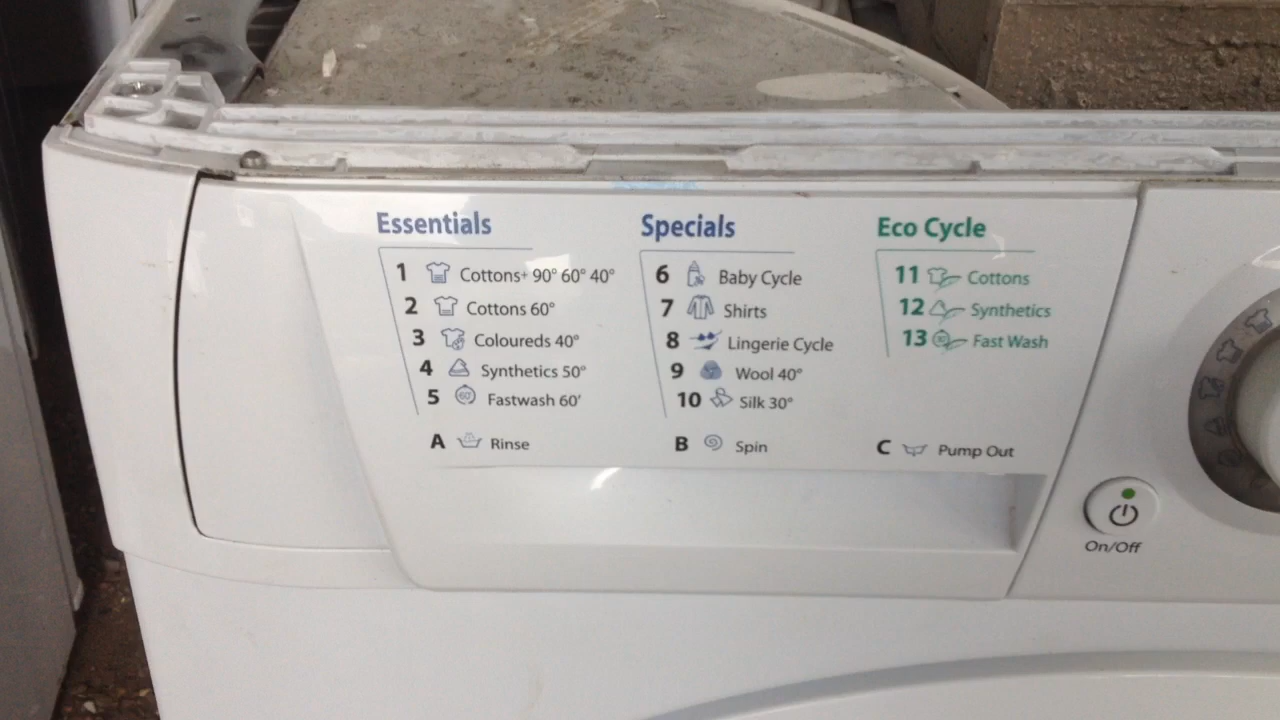 Essentials
1 Cottons+ 90° 60° 40°
2 Cottons 60°
3 Coloureds 40°
4 Synthetics 50°
5 Fastwash 60'
Specials
6 Baby Cycle
7 Shirts
8 Lingerie Cycle
9 Wool 40°
10 Silk 30°
Eco Cycle
11 Cottons
12 Synthetics
13 Fast Wash
A Rinse
B Spin
C Pump Out
On/Off